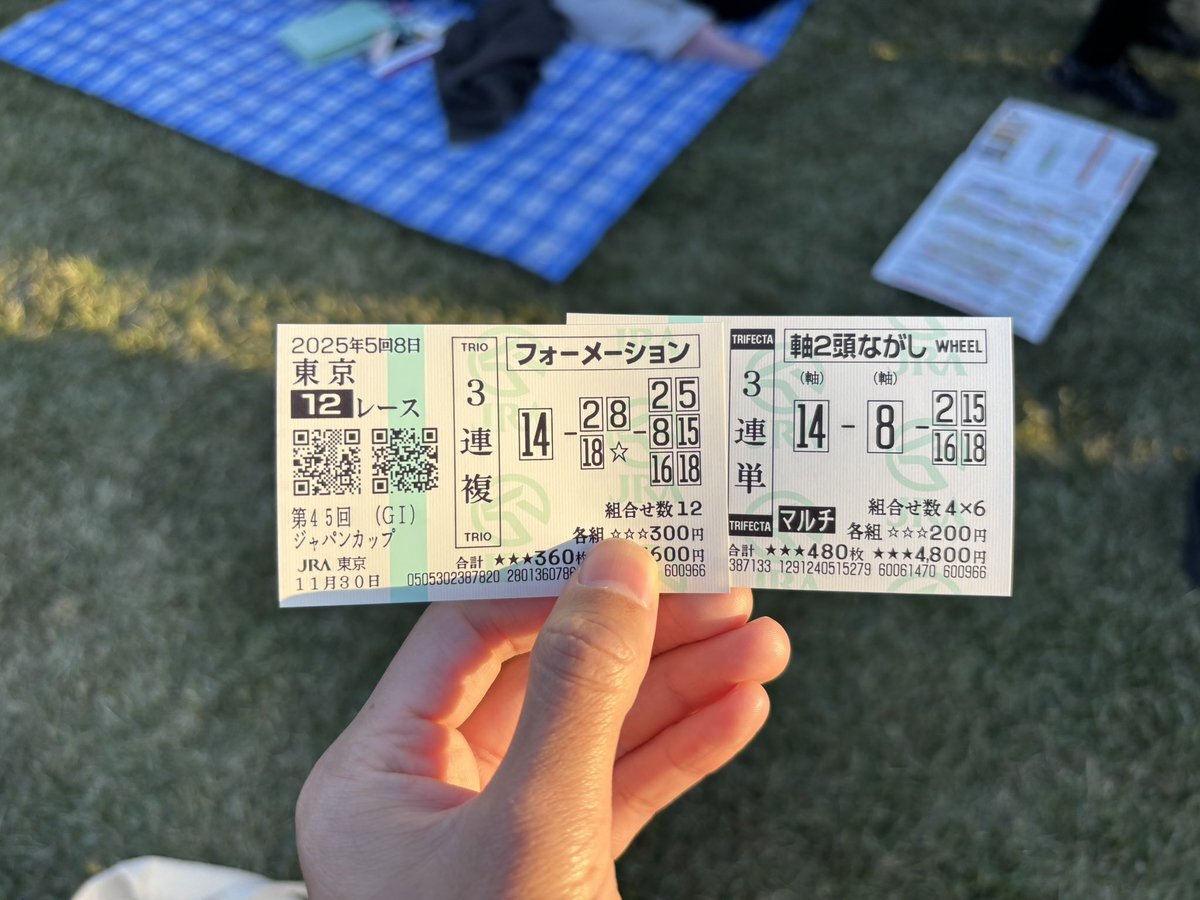 2025年5回8日
東京
12レース
第45回 (GI)
ジャパンカップ
JRA 東京
11月30日
TRIO
3連複
TRIO
フォーメーション
14 - 2 8 18 ☆ - 2 5 8 15 16 18
組合せ数12
各組 ☆☆☆300円
合計 ★★★360枚 600円
0505302387820 2801360786 600966
TRIFECTA
3連単
TRIFECTA
軸2頭ながし WHEEL
(軸) (軸)
14 - 8 - 2 15 16 18
組合せ数 4×6
マルチ 各組 ☆☆☆200円
合計 ★★★480枚 ★★★4,800円
387133 1291240515279 60061470 600966
JRA